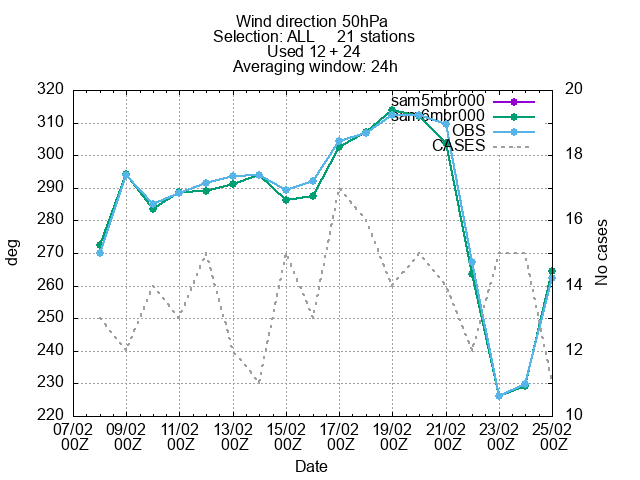 Wind direction 50hPa
Selection: ALL 21 stations
Used 12 + 24
Averaging window: 24h
320 20
sam5mbr000
310
sam6mbr000
OBS
CASES
300 18
290
280 16
deg
270
No cases
260 14
250
240 12
230
220 10
07/02 09/02 11/02 13/02 15/02 17/02 19/02 21/02 23/02 25/02
00Z 00Z 00Z 00Z 00Z 00Z 00Z 00Z 00Z 00Z
Date